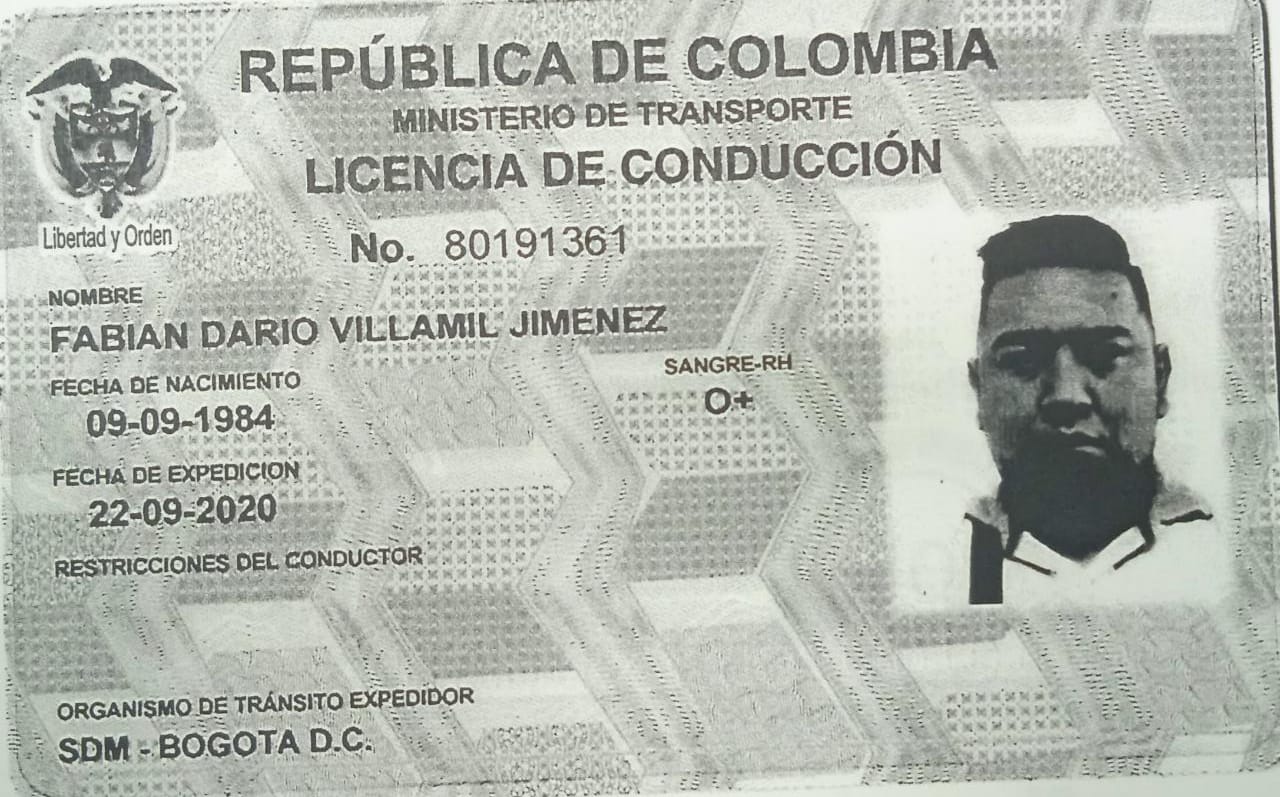 REPÚBLICA DE COLOMBIA
MINISTERIO DE TRANSPORTE
LICENCIA DE CONDUCCIÓN
Libertad y Orden
No. 80191361
NOMBRE
FABIAN DARIO VILLAMIL JIMENEZ
FECHA DE NACIMIENTO
09-09-1984
SANGRE-RH
O+
FECHA DE EXPEDICION
22-09-2020
RESTRICCIONES DEL CONDUCTOR
ORGANISMO DE TRÁNSITO EXPEDIDOR
SDM - BOGOTA D.C.